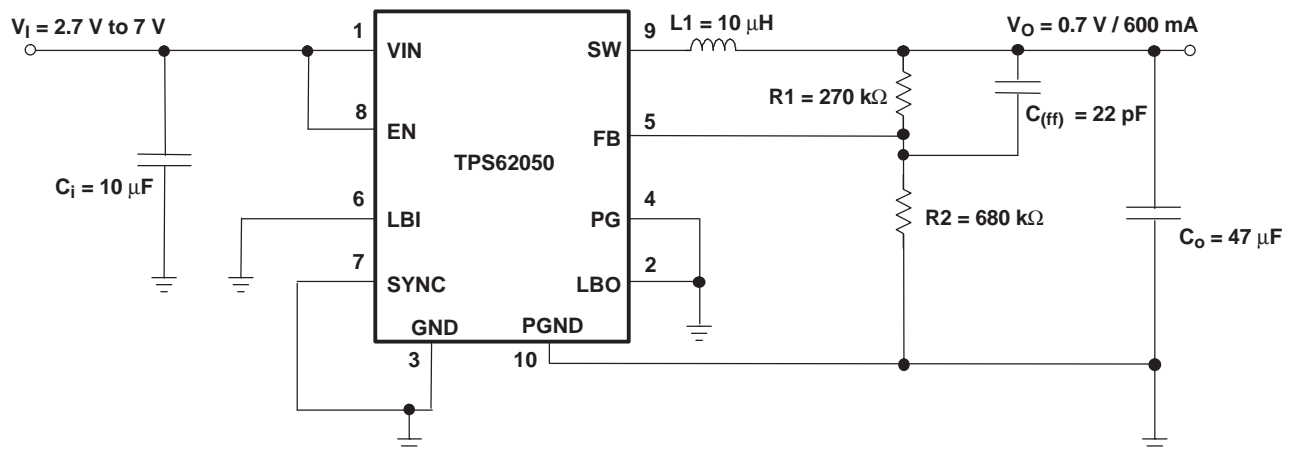 V_I = 2.7 V to 7 V
1
VIN
SW
9
L1 = 10 μH
V_O = 0.7 V / 600 mA
R1 = 270 kΩ
C_(ff) = 22 pF
8
EN
FB
5
TPS62050
C_i = 10 μF
6
LBI
PG
4
R2 = 680 kΩ
C_o = 47 μF
7
SYNC
LBO
2
GND
PGND
3
10